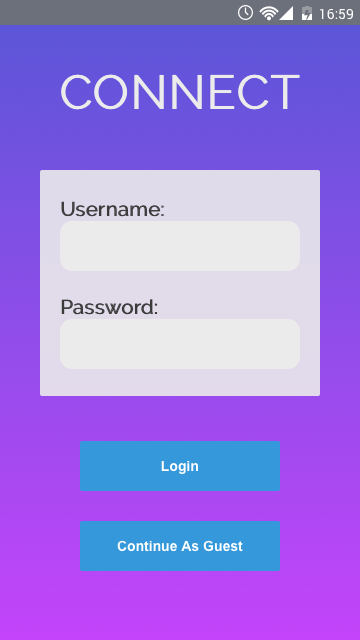 16:59
CONNECT
Username:
Password:
Login
Continue As Guest